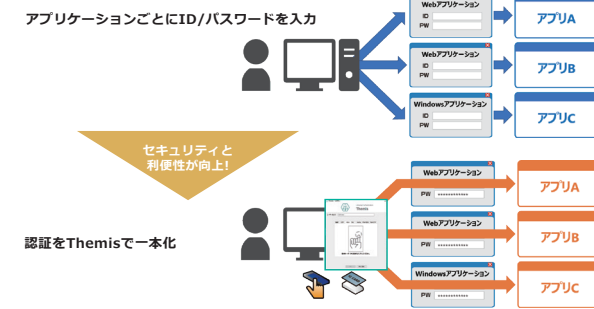 アプリケーションごとにID/パスワードを入力
Webアプリケーション
ID
PW
アプリA
Webアプリケーション
ID
PW
アプリB
Windowsアプリケーション
ID
PW
アプリC
セキュリティと
利便性が向上!
認証をThemisで一本化
Themis
Webアプリケーション
PW ************
アプリA
Webアプリケーション
PW ************
アプリB
Windowsアプリケーション
PW ************
アプリC